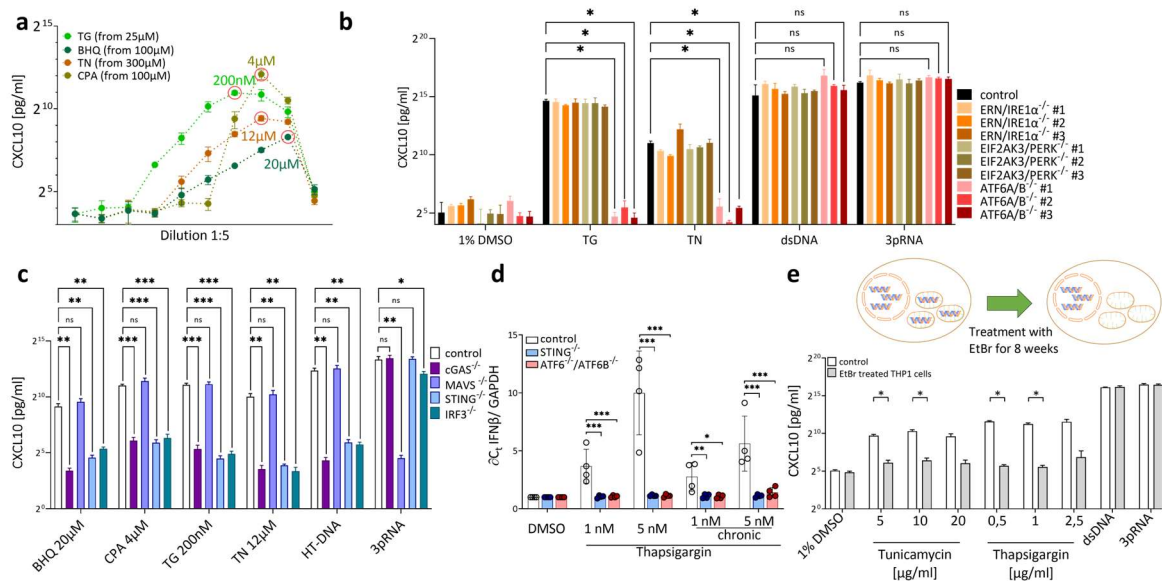 a
2^15
2^10
2^5
CXCL10 [pg/ml]
TG (from 25µM)
BHQ (from 100µM)
TN (from 300µM)
CPA (from 100µM)
4µM
200nM
12µM
20µM
Dilution 1:5
b
CXCL10 [pg/ml]
2^20
2^15
2^10
2^5
* * *
* * *
ns ns ns
ns ns ns
1% DMSO TG TN dsDNA 3pRNA
control
ERN/IRE1α^-/- #1
ERN/IRE1α^-/- #2
ERN/IRE1α^-/- #3
EIF2AK3/PERK^-/- #1
EIF2AK3/PERK^-/- #2
EIF2AK3/PERK^-/- #3
ATF6A/B^-/- #1
ATF6A/B^-/- #2
ATF6A/B^-/- #3
c
CXCL10 [pg/ml]
2^15
2^10
2^5
2^0
** ** ns **
*** *** ns ***
*** *** ns ***
** ** ns **
** ** ns **
* ns ** ns
BHQ 20µM
CPA 4µM
TG 200nM
TN 12µM
HT-DNA
3pRNA
control
cGAS^-/-
MAVS^-/-
STING^-/-
IRF3^-/-
d
∂C_t IFNβ/ GAPDH
15
10
5
0
control
STING^-/-
ATF6^-/-/ATF6B^-/-
*** ***
*** ***
* **
*** ***
DMSO 1 nM 5 nM 1 nM 5 nM
chronic
Thapsigargin
e
Treatment with
EtBr for 8 weeks
control
EtBr treated THP1 cells
CXCL10 [pg/ml]
2^20
2^15
2^10
2^5
2^0
* * * *
1% DMSO 5 10 20 0,5 1 2,5 dsDNA 3pRNA
Tunicamycin Thapsigargin
[µg/ml] [µg/ml]